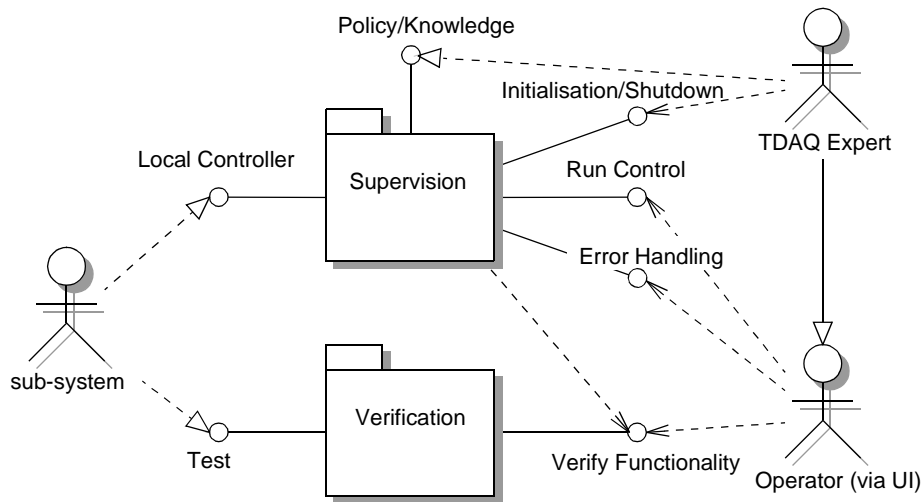 Policy/Knowledge
Initialisation/Shutdown
TDAQ Expert
Local Controller
Supervision
Run Control
Error Handling
sub-system
Verification
Test
Verify Functionality
Operator (via UI)